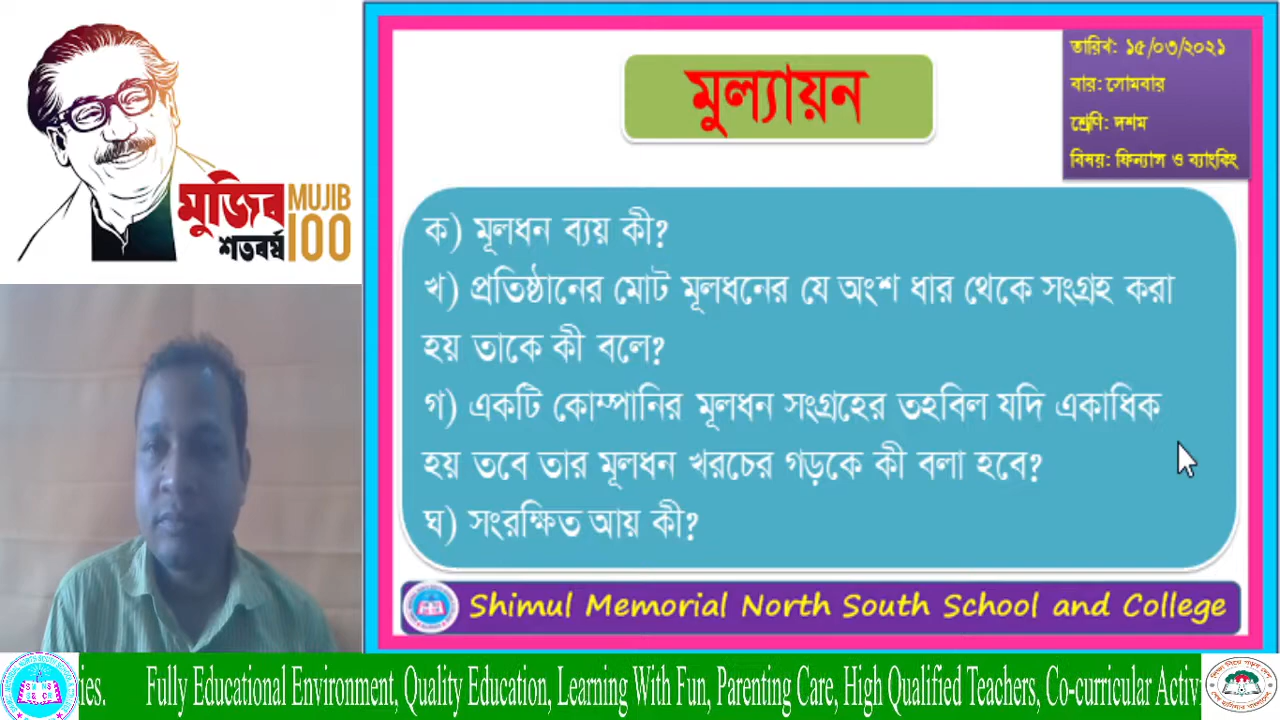 মুজিব
শতবর্ষ
MUJIB
100
মুল্যায়ন
তারিখ: ১৫/০৩/২০২১
বার: সোমবার
শ্রেণি: দশম
বিষয়: ফিন্যান্স ও ব্যাংকিং
ক) মূলধন ব্যয় কী?
খ) প্রতিষ্ঠানের মোট মূলধনের যে অংশ ধার থেকে সংগ্রহ করা
হয় তাকে কী বলে?
গ) একটি কোম্পানির মূলধন সংগ্রহের তহবিল যদি একাধিক
হয় তবে তার মূলধন খরচের গড়কে কী বলা হবে?
ঘ) সংরক্ষিত আয় কী?
Shimul Memorial North South School and College
ies. Fully Educational Environment, Quality Education, Learning With Fun, Parenting Care, High Qualified Teachers, Co-curricular Activ